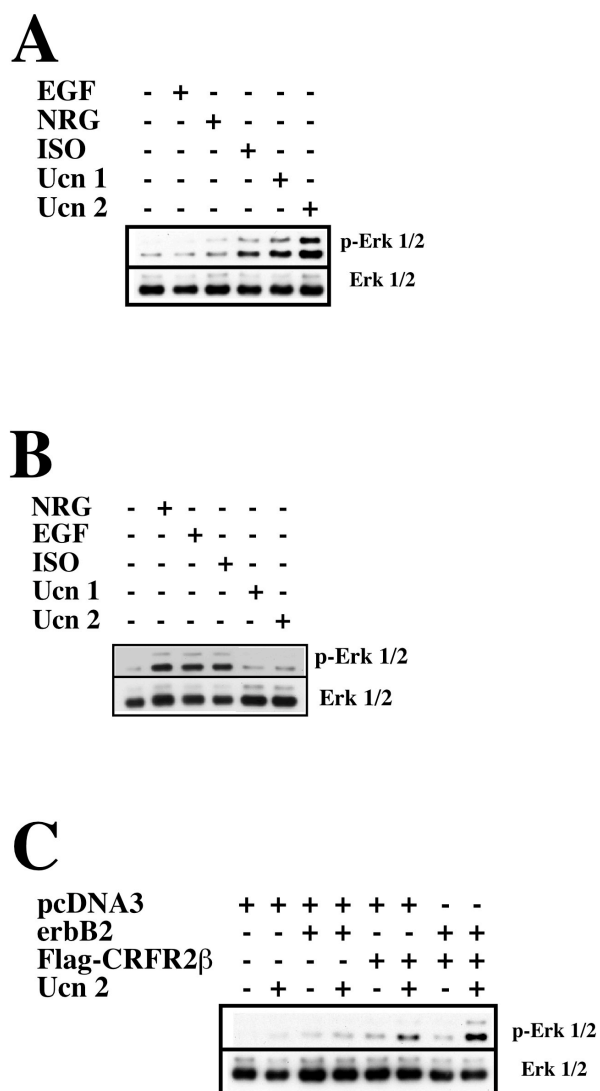 A
EGF - + - - - -
NRG - - + - - -
ISO - - - + - -
Ucn 1 - - - - + -
Ucn 2 - - - - - +
p-Erk 1/2
Erk 1/2
B
NRG - + - - - -
EGF - - + - - -
ISO - - - + - -
Ucn 1 - - - - + -
Ucn 2 - - - - - +
p-Erk 1/2
Erk 1/2
C
pcDNA3 + + + + + + - -
erbB2 - - + + - - + +
Flag-CRFR2β - - - - + + + +
Ucn 2 - + - + - + - +
p-Erk 1/2
Erk 1/2